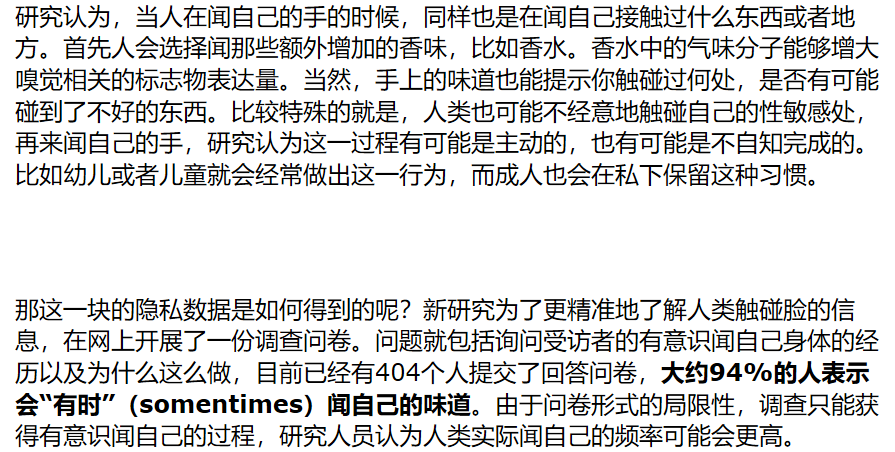 研究认为，当人在闻自己的手的时候，同样也是在闻自己接触过什么东西或者地
方。首先人会选择闻那些额外增加的香味，比如香水。香水中的气味分子能够增大
嗅觉相关的标志物表达量。当然，手上的味道也能提示你触碰过何处，是否有可能
碰到了不好的东西。比较特殊的就是，人类也可能不经意地触碰自己的性敏感处，
再来闻自己的手，研究认为这一过程有可能是主动的，也有可能是不自知完成的。
比如幼儿或者儿童就会经常做出这一行为，而成人也会在私下保留这种习惯。
那这一块的隐私数据是如何得到的呢？新研究为了更精准地了解人类触碰脸的信
息，在网上开展了一份调查问卷。问题就包括询问受访者的有意识闻自己身体的经
历以及为什么这么做，目前已经有404个人提交了回答问卷，大约94%的人表示
会“有时”（somentimes）闻自己的味道。由于问卷形式的局限性，调查只能获
得有意识闻自己的过程，研究人员认为人类实际闻自己的频率可能会更高。